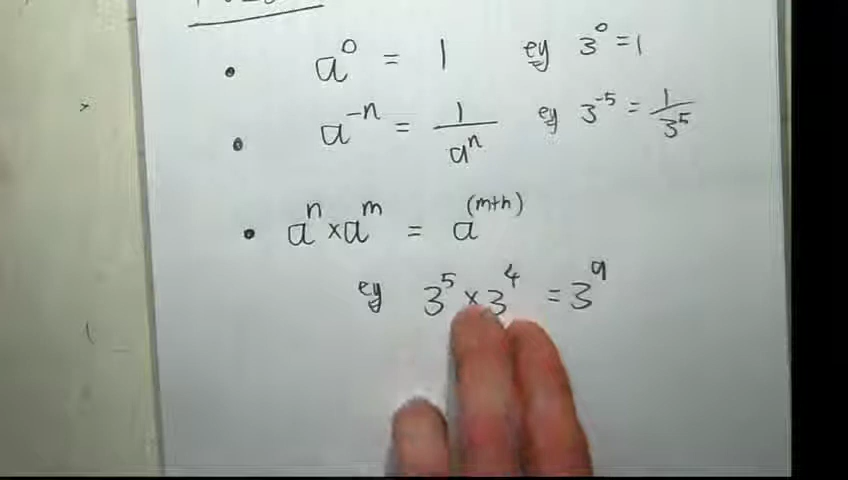 • a⁰ = 1 eg 3⁰ = 1
• a⁻ⁿ = 1/aⁿ eg 3⁻⁵ = 1/3⁵
• aⁿ × aᵐ = a⁽ᵐ⁺ⁿ⁾
eg 3⁵ × 3⁴ = 3⁹